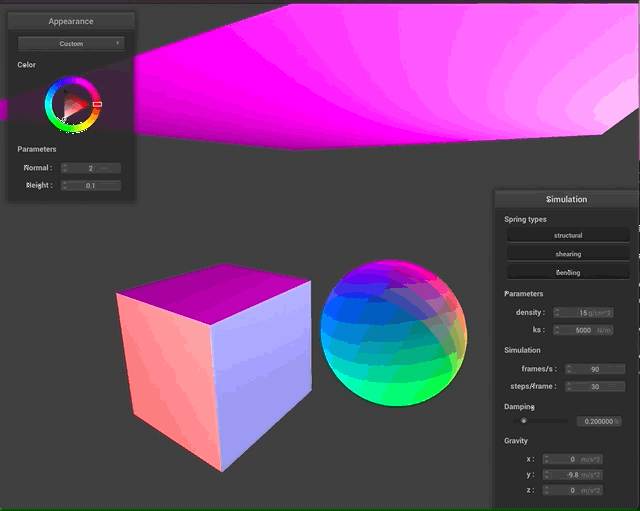 Appearance
Custom
Color
Parameters
Normal : 2
Height : 0.1
Simulation
Spring types
structural
shearing
bending
Parameters
density : 15 g/cm^2
ks : 5000 N/m
Simulation
frames/s : 90
steps/frame : 30
Damping
0.200000 %
Gravity
x : 0 m/s^2
y : -9.8 m/s^2
z : 0 m/s^2